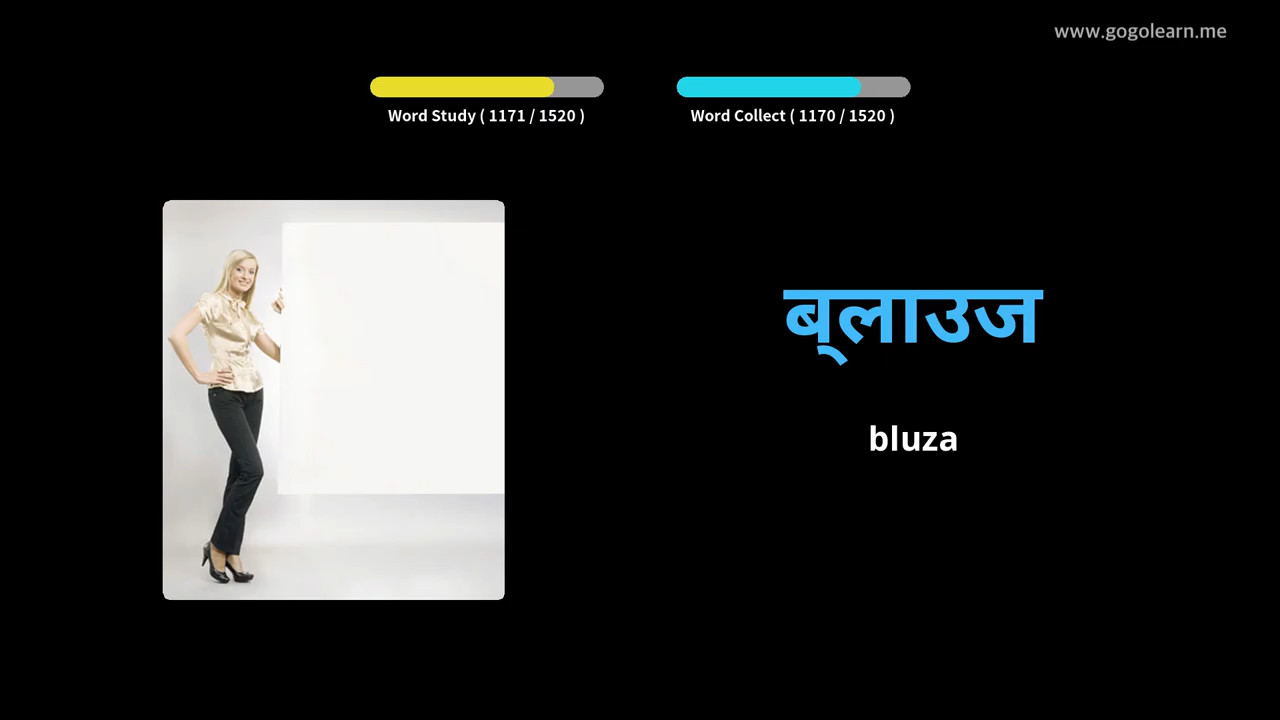 www.gogolearn.me
Word Study ( 1171 / 1520 )
Word Collect ( 1170 / 1520 )
ब्लाउज
bluza